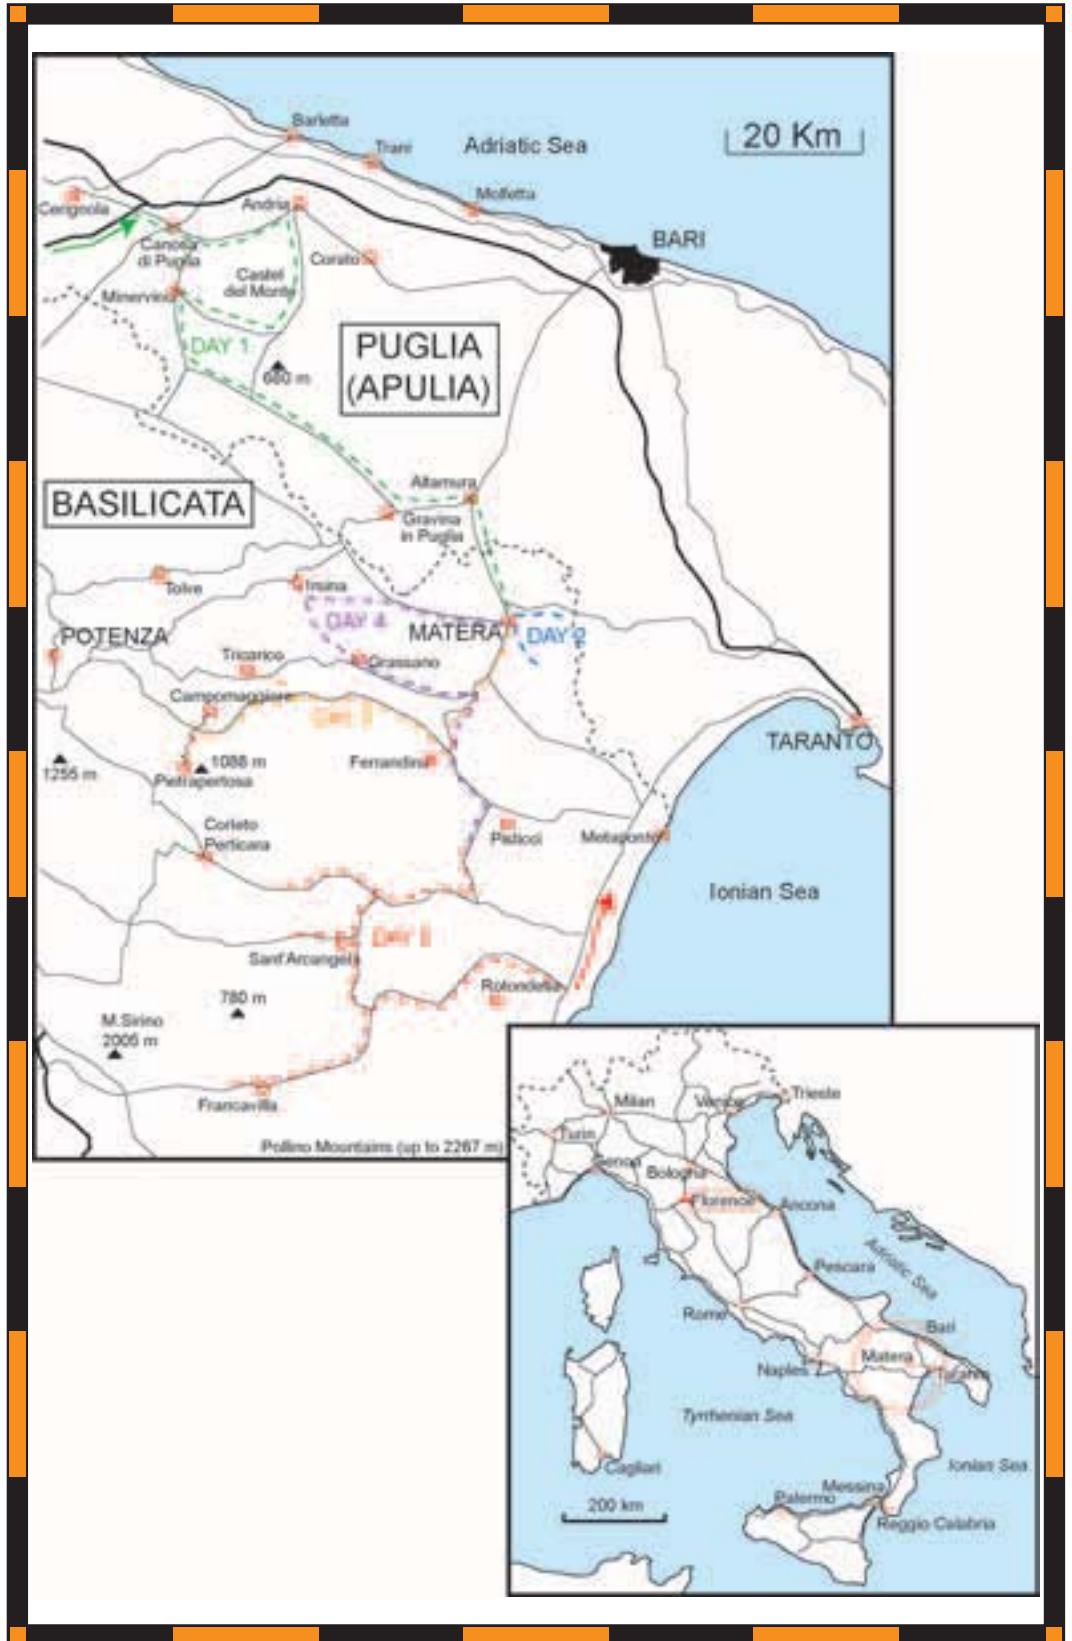 Barletta
Trani
Adriatic Sea
20 Km
Molfetta
Cerignola
Andria
BARI
Canosa
di Puglia
Corato
Castel
del Monte
Minervino
DAY 1
PUGLIA
(APULIA)
680 m
BASILICATA
Altamura
Gravina
in Puglia
Tolve
Irsina
DAY 4
MATERA
DAY 2
POTENZA
Tricarico
Grassano
Campomaggiore
TARANTO
1255 m
1088 m
Pietrapertosa
Ferrandina
Corleto
Perticara
Pisticci
Metaponto
Ionian Sea
DAY 5
Sant'Arcangelo
Rotondella
780 m
M.Sirino
2005 m
Francavilla
Pollino Mountains (up to 2267 m)
Milan
Venice
Trieste
Turin
Genoa
Bologna
Florence
Ancona
Adriatic Sea
Pescara
Rome
Bari
Matera
Naples
Taranto
Tyrrhenian Sea
Ionian Sea
Cagliari
Messina
Palermo
200 km
Reggio Calabria